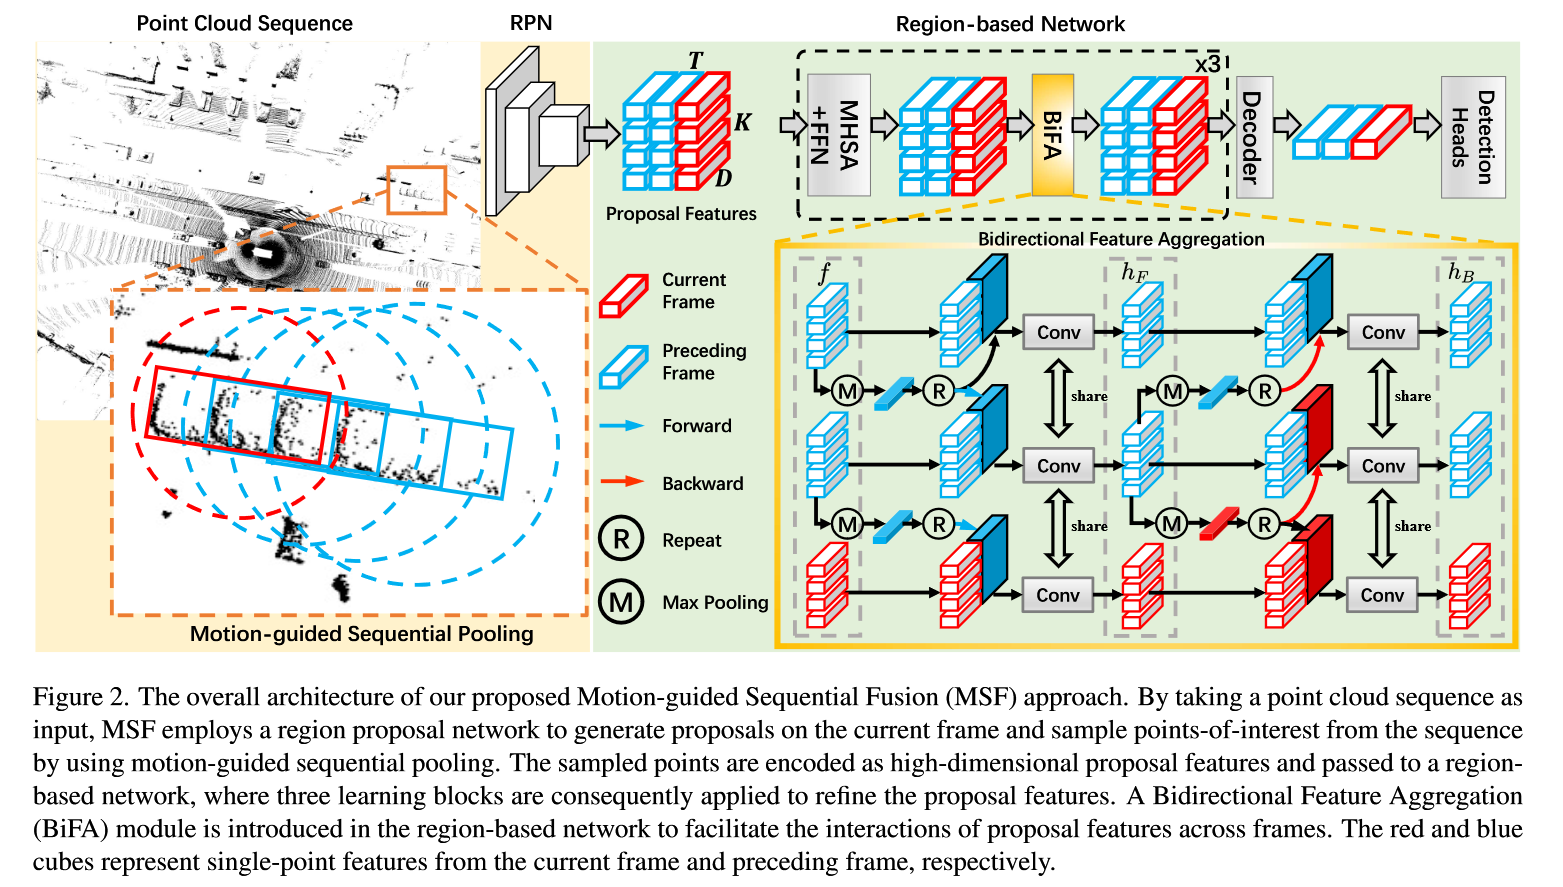 Point Cloud Sequence
RPN
Region-based Network
T
K
D
Proposal Features
MHSA
+FFN
BiFA
x3
Decoder
Detection
Heads
Bidirectional Feature Aggregation
Current
Frame
Preceding
Frame
Forward
Backward
R
Repeat
M
Max Pooling
f
h_F
h_B
Conv
Conv
M
R
share
M
R
share
Conv
Conv
M
R
share
M
R
share
Conv
Conv
Motion-guided Sequential Pooling
Figure 2. The overall architecture of our proposed Motion-guided Sequential Fusion (MSF) approach. By taking a point cloud sequence as
input, MSF employs a region proposal network to generate proposals on the current frame and sample points-of-interest from the sequence
by using motion-guided sequential pooling. The sampled points are encoded as high-dimensional proposal features and passed to a region-
based network, where three learning blocks are consequently applied to refine the proposal features. A Bidirectional Feature Aggregation
(BiFA) module is introduced in the region-based network to facilitate the interactions of proposal features across frames. The red and blue
cubes represent single-point features from the current frame and preceding frame, respectively.